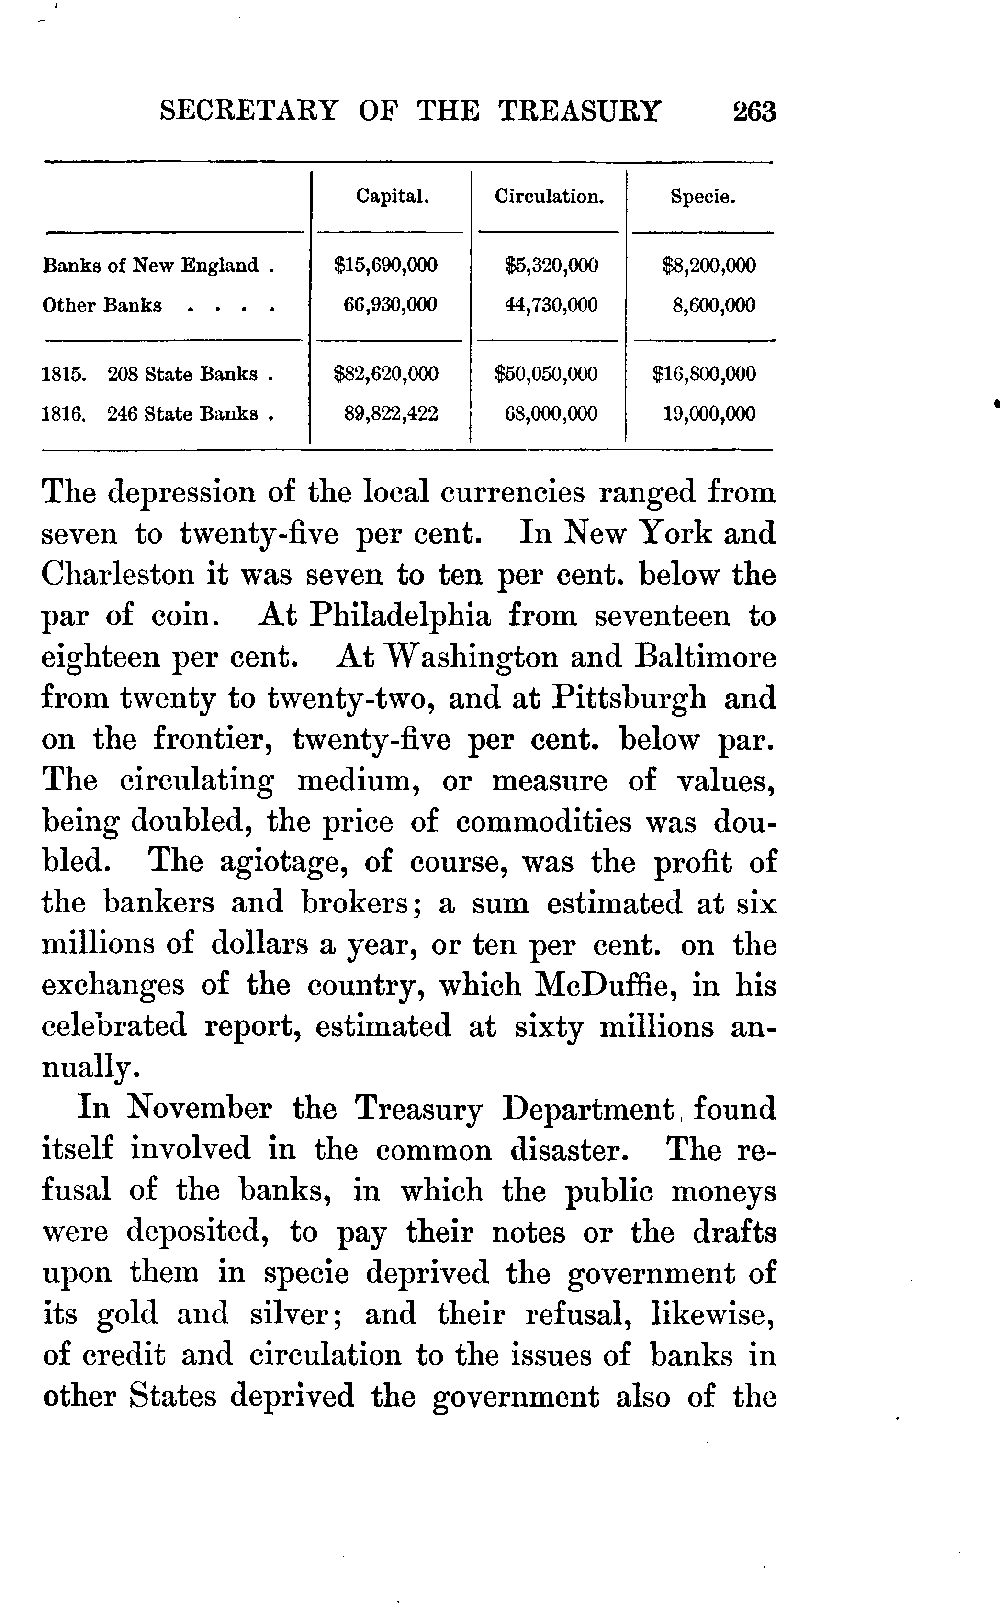 SECRETARY OF THE TREASURY 263
Capital. Circulation. Specie.
Banks of New England . $15,690,000 $5,320,000 $8,200,000
Other Banks . . . . 66,930,000 44,730,000 8,600,000
1815. 208 State Banks . $82,620,000 $50,050,000 $16,800,000
1816. 246 State Banks . 89,822,422 68,000,000 19,000,000
The depression of the local currencies ranged from
seven to twenty-five per cent. In New York and
Charleston it was seven to ten per cent. below the
par of coin. At Philadelphia from seventeen to
eighteen per cent. At Washington and Baltimore
from twenty to twenty-two, and at Pittsburgh and
on the frontier, twenty-five per cent. below par.
The circulating medium, or measure of values,
being doubled, the price of commodities was dou-
bled. The agiotage, of course, was the profit of
the bankers and brokers; a sum estimated at six
millions of dollars a year, or ten per cent. on the
exchanges of the country, which McDuffie, in his
celebrated report, estimated at sixty millions an-
nually.
In November the Treasury Department found
itself involved in the common disaster. The re-
fusal of the banks, in which the public moneys
were deposited, to pay their notes or the drafts
upon them in specie deprived the government of
its gold and silver; and their refusal, likewise,
of credit and circulation to the issues of banks in
other States deprived the government also of the